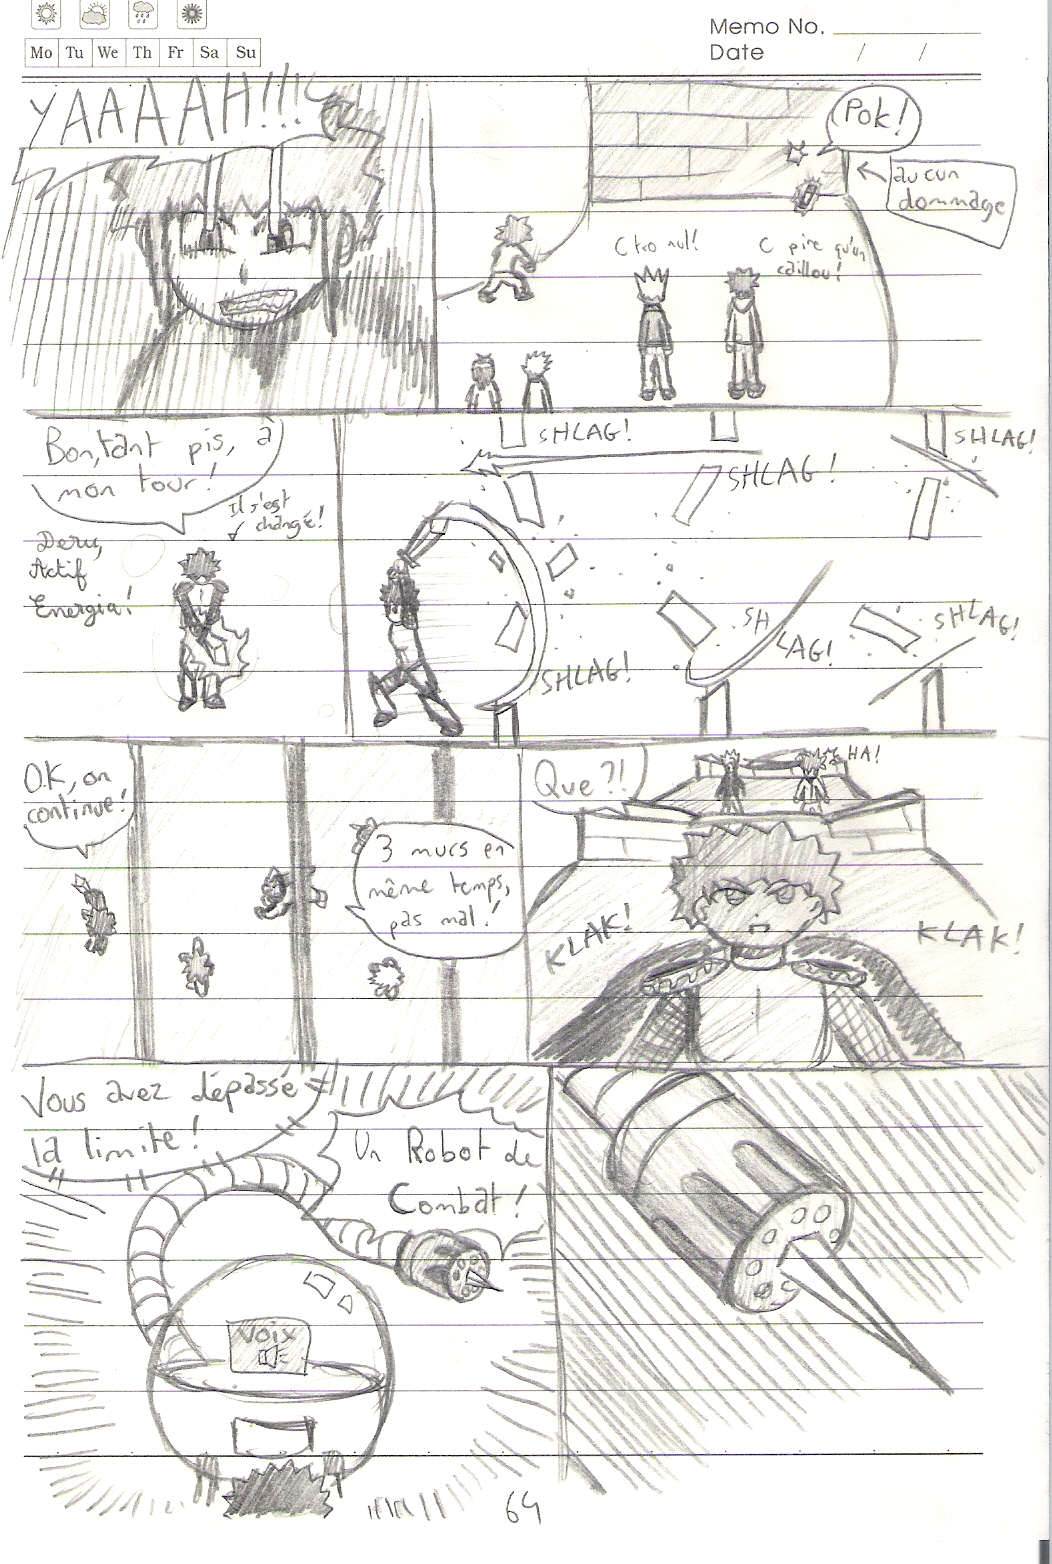 Memo No.
Mo Tu We Th Fr Sa Su
Date / /
YAAAAH!!!
Pok!
aucun
dommage
C tro nul!
C pire qu'un
caillou!
Bon, tant pis, à
mon tour!
Il s'est
changé!
Deru,
Actif
Energia!
SHLAG!
SHLAG!
SHLAG!
SHLAG!
SH
LAG!
SHLAG!
O.K, on
continue!
3 murs en
même temps,
pas mal!
Que ?!
HA!
KLAK!
KLAK!
Vous avez dépassé
la limite!
Un Robot de
Combat!
Voix
64